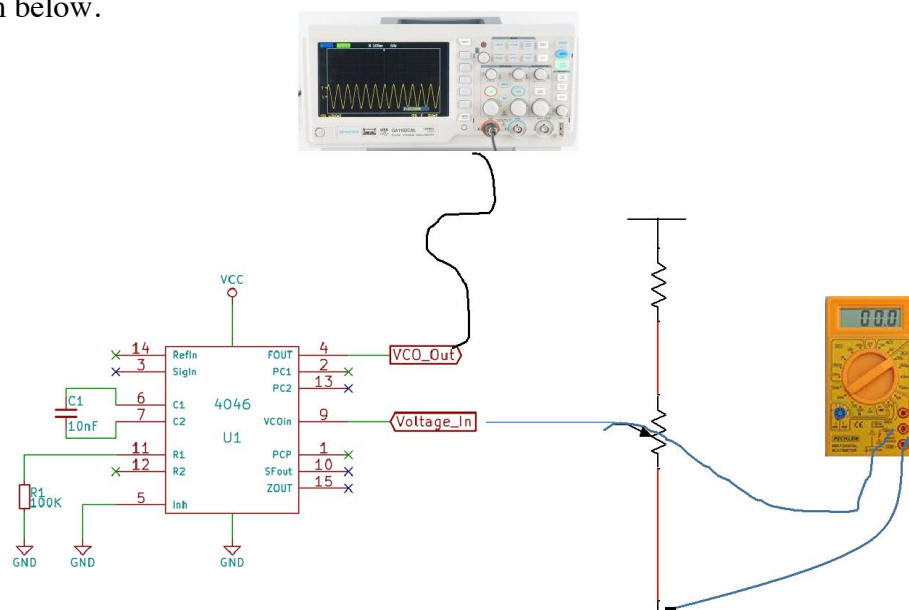 n below.
VCC
14 RefIn FOUT 4 VCO_Out
3 SigIn PC1 2
PC2 13
C1 6 C1 4046
10nF 7 C2 VCOin 9 Voltage_In
U1
11 R1 PCP 1
12 R2 SFout 10
ZOUT 15
R1
100K
5 Inh
GND
GND
GND
00.0